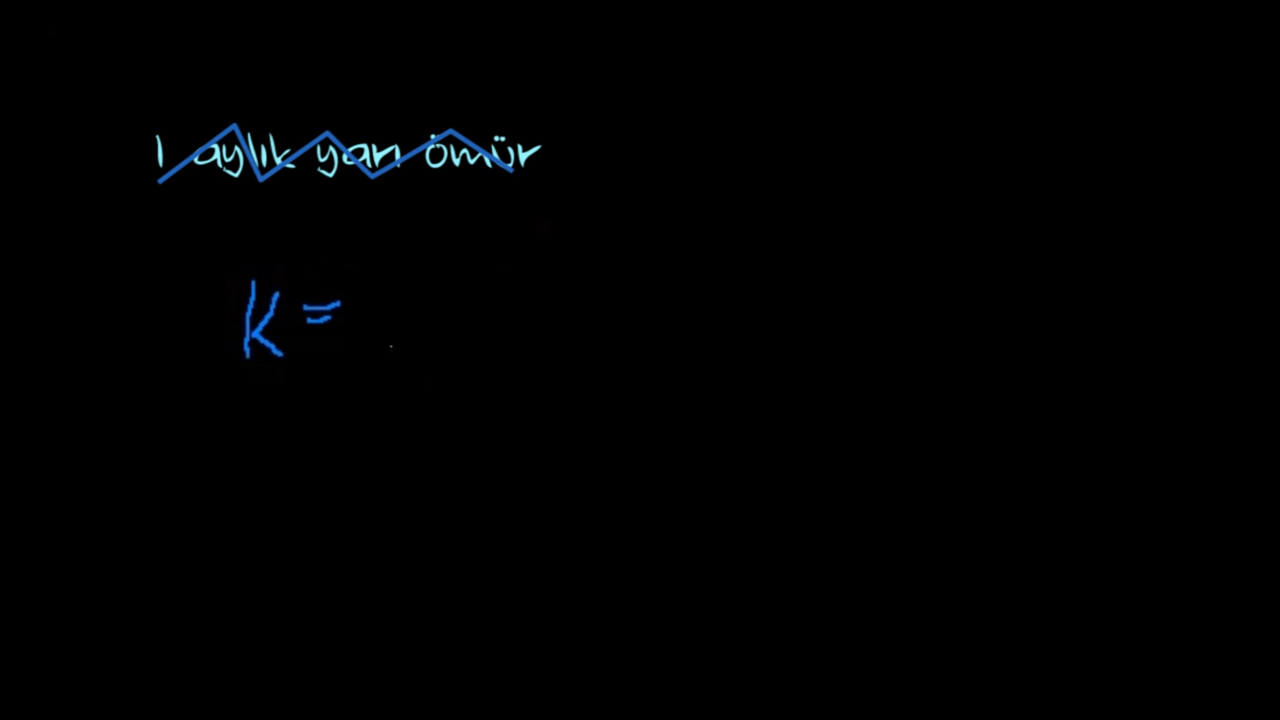 1 aylık yarı ömür
K =